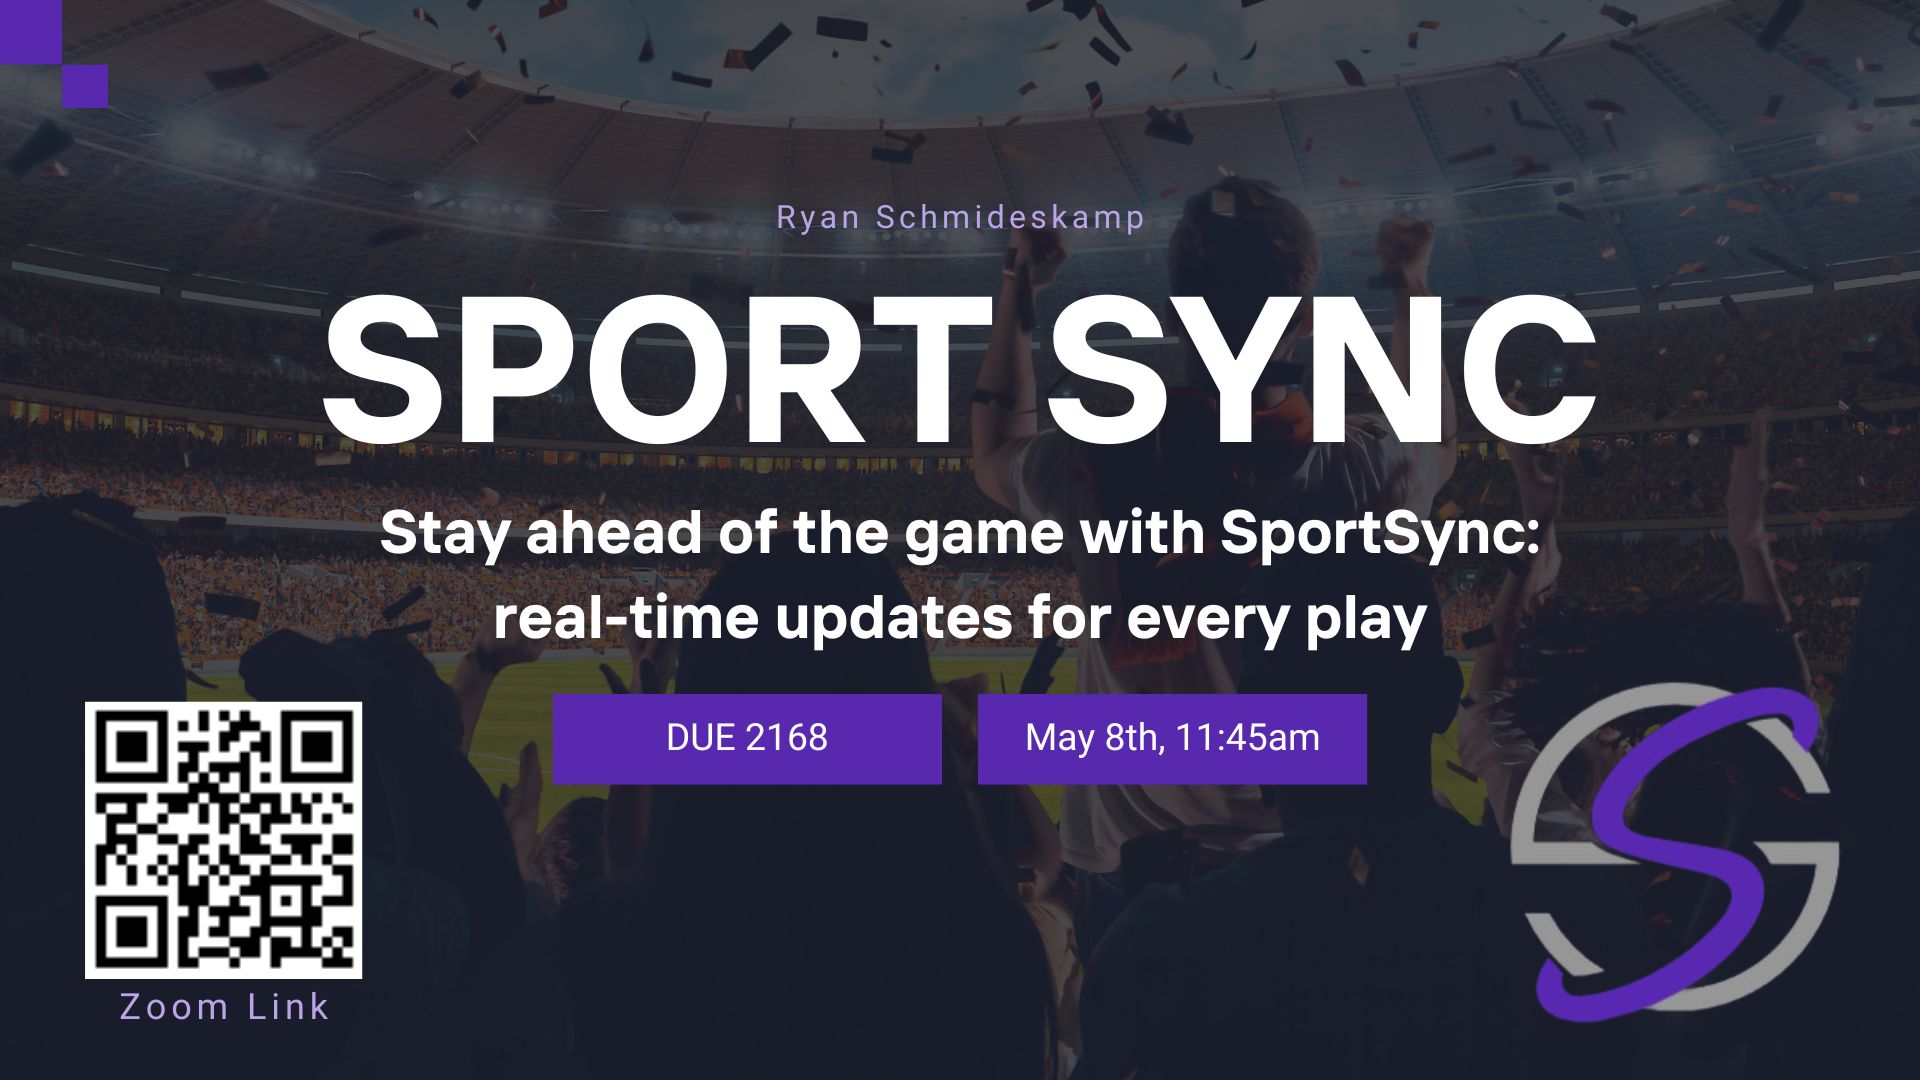 Ryan Schmideskamp
SPORT SYNC
Stay ahead of the game with SportSync:
real-time updates for every play
DUE 2168
May 8th, 11:45am
Zoom Link